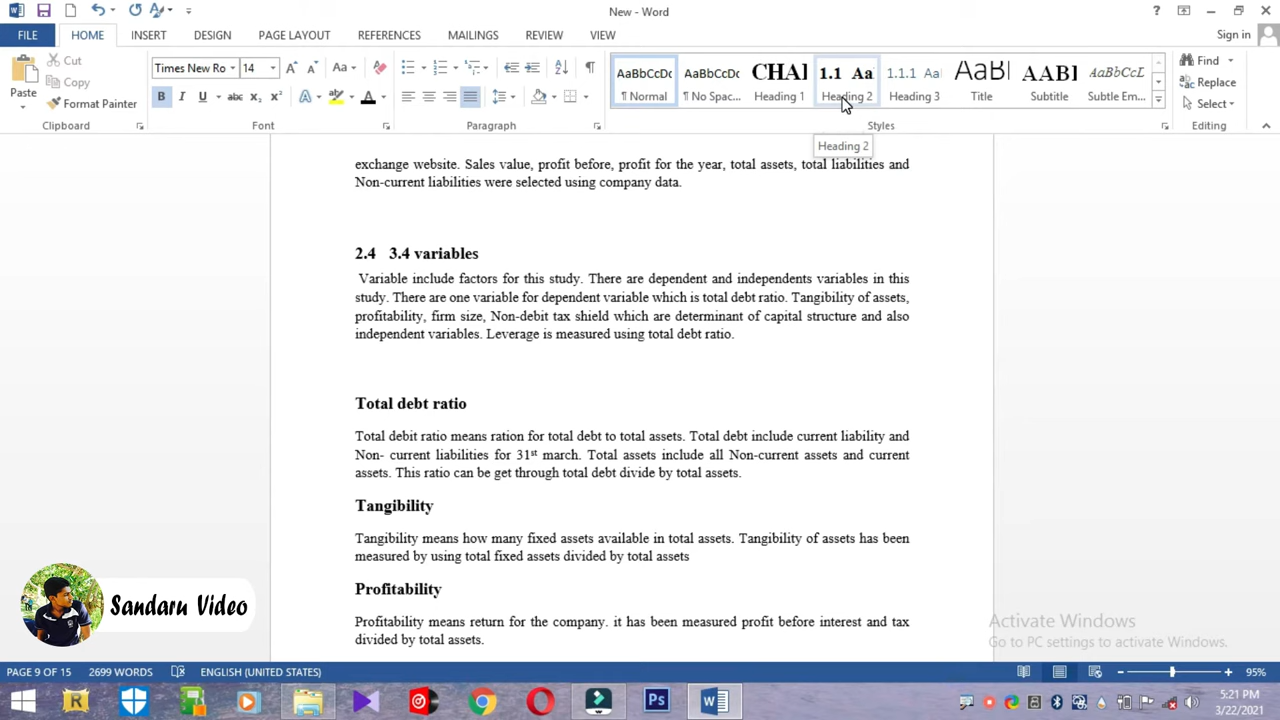 New - Word
Sign in
FILE HOME INSERT DESIGN PAGE LAYOUT REFERENCES MAILINGS REVIEW VIEW
Paste
Cut
Copy
Format Painter
Clipboard
Times New Ro 14
Font
Paragraph
AaBbCcDc AaBbCcDc CHAI 1.1 Aa 1.1.1 Aa AaBl AABI AaBbCcL
¶ Normal ¶ No Spac... Heading 1 Heading 2 Heading 3 Title Subtitle Subtle Em...
Styles
Find
Replace
Select
Editing
Heading 2
exchange website. Sales value, profit before, profit for the year, total assets, total liabilities and
Non-current liabilities were selected using company data.
2.4 3.4 variables
Variable include factors for this study. There are dependent and independents variables in this
study. There are one variable for dependent variable which is total debt ratio. Tangibility of assets,
profitability, firm size, Non-debit tax shield which are determinant of capital structure and also
independent variables. Leverage is measured using total debt ratio.
Total debt ratio
Total debit ratio means ration for total debt to total assets. Total debt include current liability and
Non- current liabilities for 31st march. Total assets include all Non-current assets and current
assets. This ratio can be get through total debt divide by total assets.
Tangibility
Tangibility means how many fixed assets available in total assets. Tangibility of assets has been
measured by using total fixed assets divided by total assets
Profitability
Profitability means return for the company. it has been measured profit before interest and tax
divided by total assets.
Sandaru Video
Activate Windows
Go to PC settings to activate Windows.
PAGE 9 OF 15 2699 WORDS ENGLISH (UNITED STATES) 95%
5:21 PM
3/22/2021